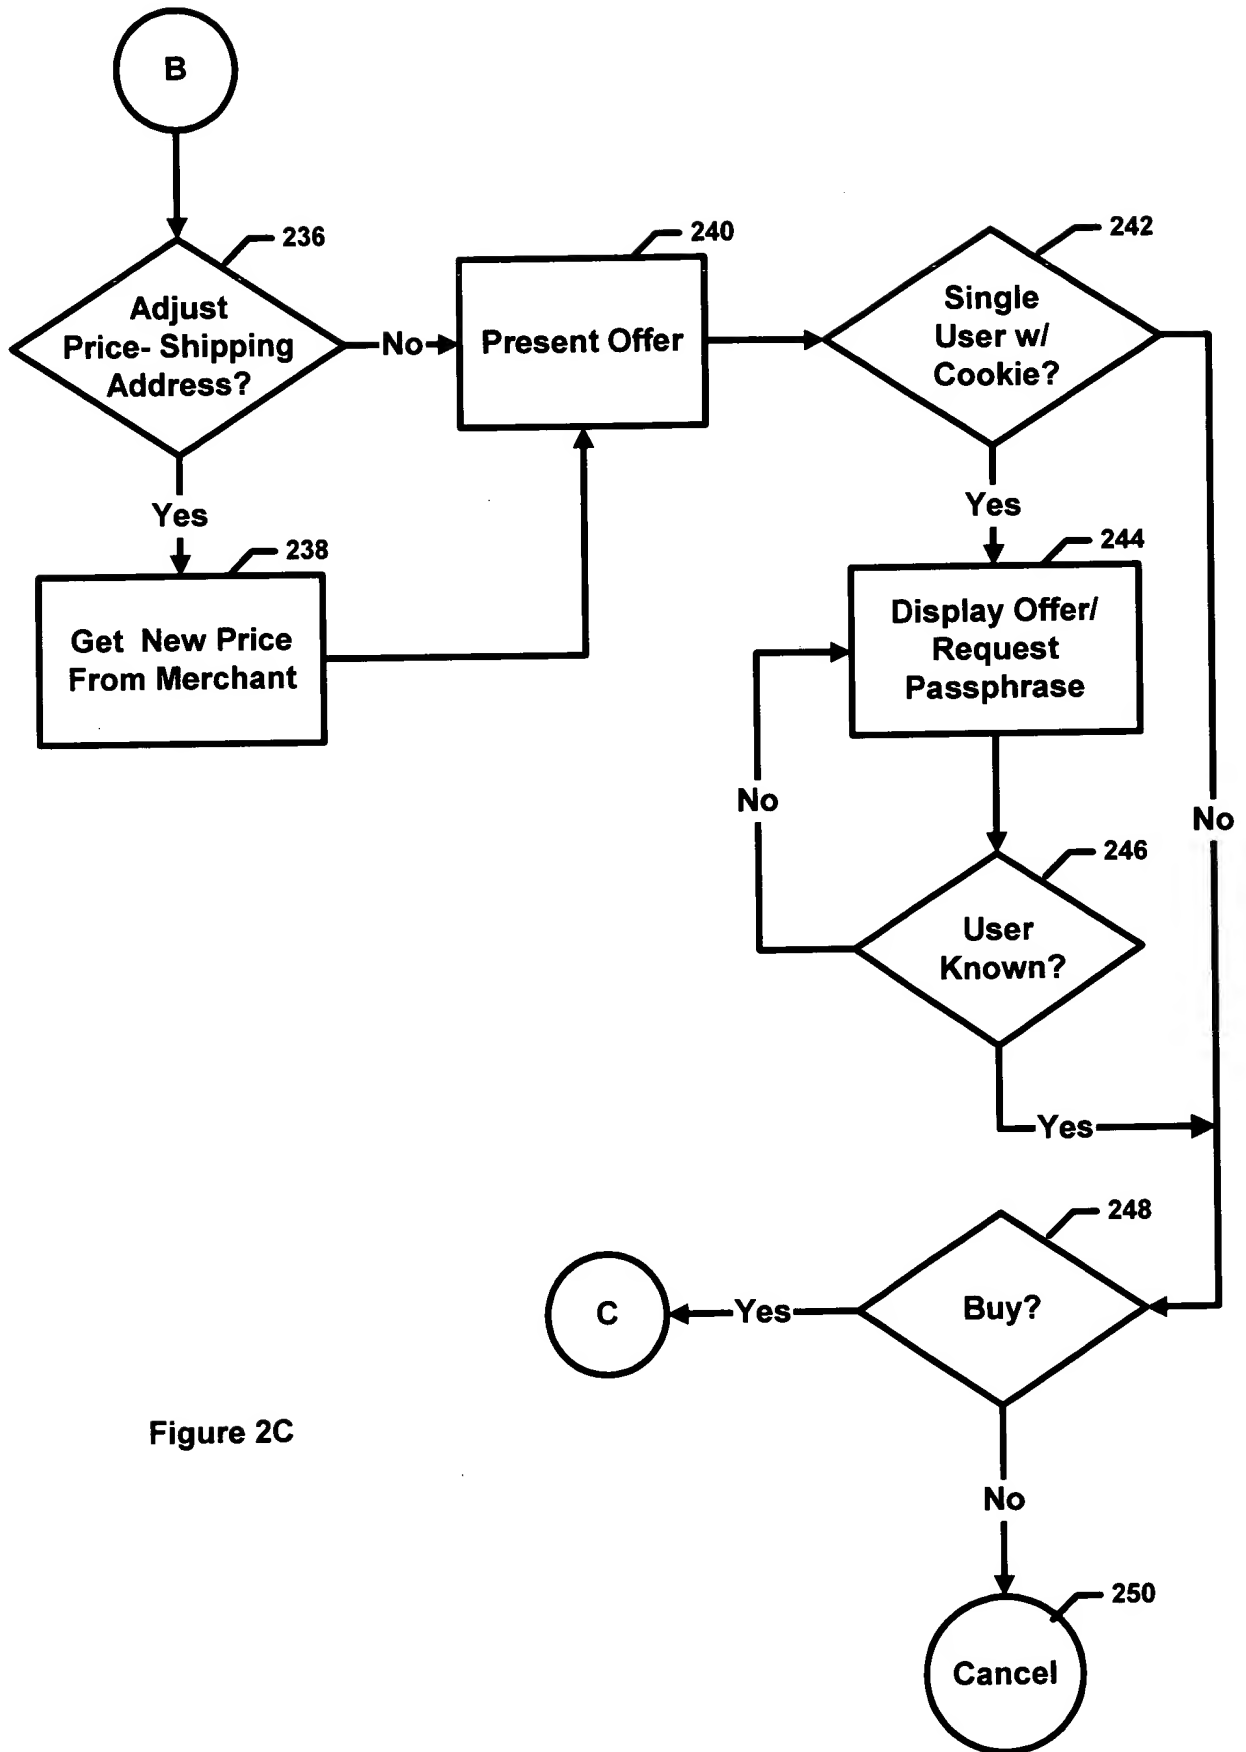 B
236
Adjust
Price- Shipping
Address?
No
Yes
238
Get New Price
From Merchant
240
Present Offer
242
Single
User w/
Cookie?
Yes
No
244
Display Offer/
Request
Passphrase
No
246
User
Known?
Yes
248
Buy?
Yes
C
No
250
Cancel
Figure 2C